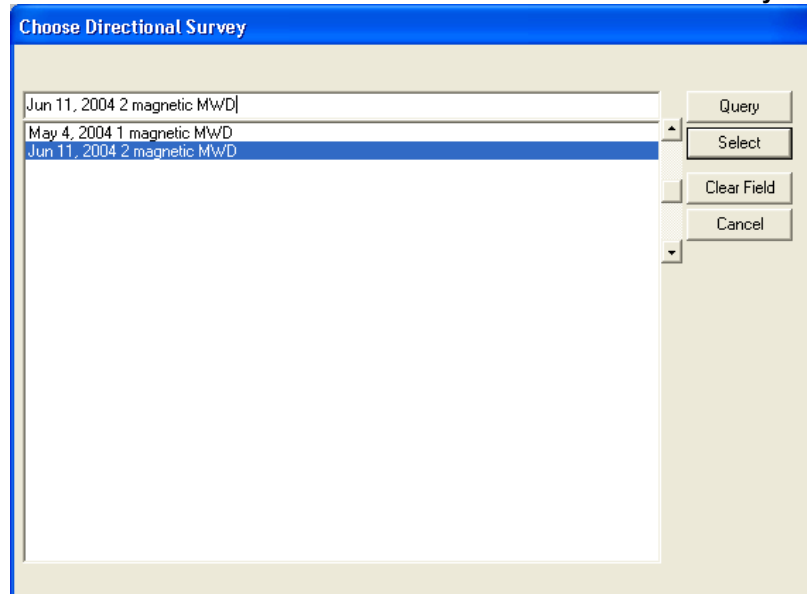 Choose Directional Survey
Jun 11, 2004 2 magnetic MWD
Query
May 4, 2004 1 magnetic MWD
Select
Jun 11, 2004 2 magnetic MWD
Clear Field
Cancel